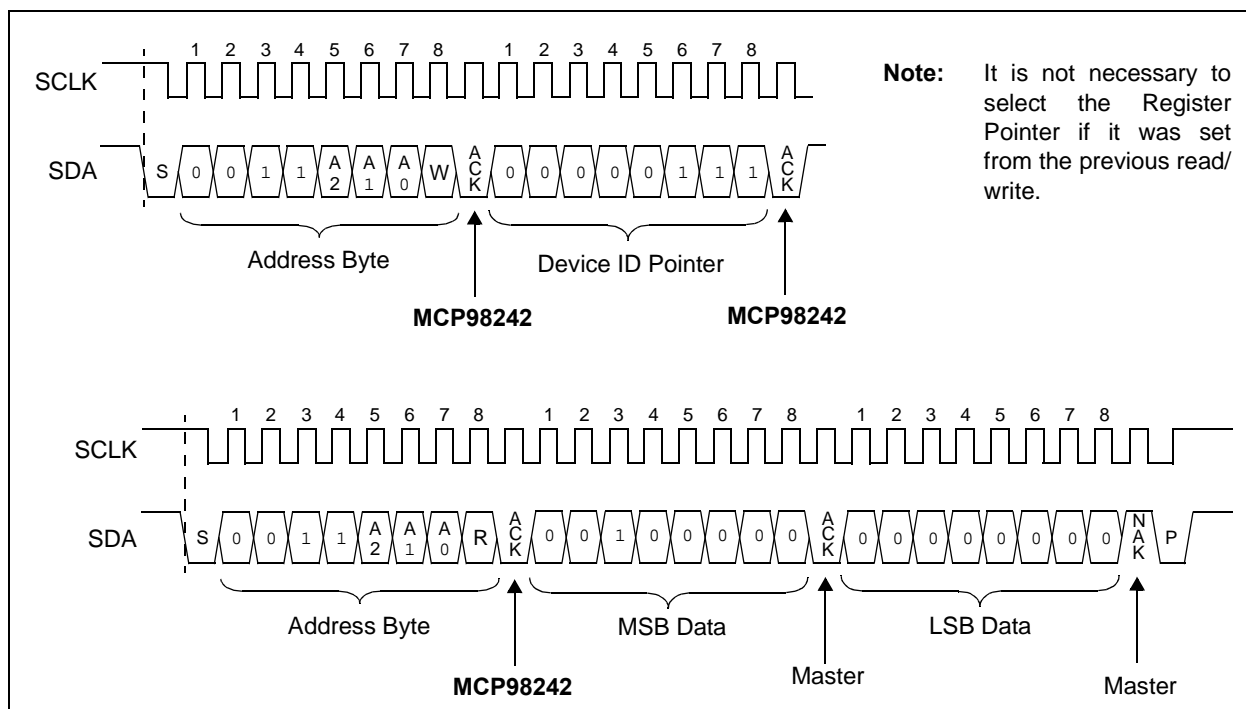 1 2 3 4 5 6 7 8 1 2 3 4 5 6 7 8
SCLK
SDA
S 0 0 1 1 A2 A1 A0 W ACK 0 0 0 0 0 1 1 1 ACK
Address Byte
Device ID Pointer
MCP98242
MCP98242
Note: It is not necessary to
select the Register
Pointer if it was set
from the previous read/
write.
1 2 3 4 5 6 7 8 1 2 3 4 5 6 7 8 1 2 3 4 5 6 7 8
SCLK
SDA
S 0 0 1 1 A2 A1 A0 R ACK 0 0 1 0 0 0 0 0 ACK 0 0 0 0 0 0 0 0 NAK P
Address Byte
MSB Data
LSB Data
MCP98242
Master
Master